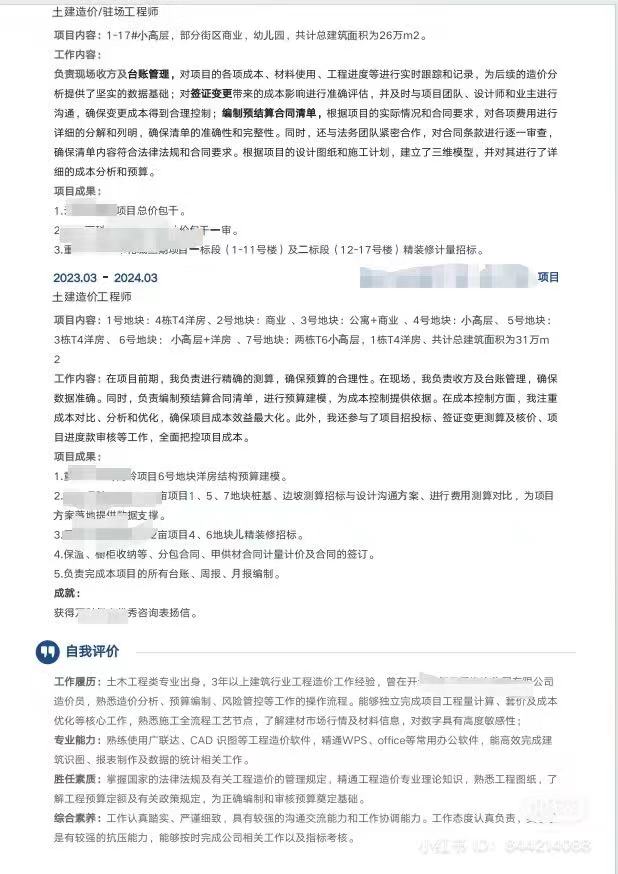 土建造价/驻场工程师
项目内容：1-17#小高层，部分街区商业，幼儿园，共计总建筑面积为26万m2。
工作内容：
负责现场收方及台账管理，对项目的各项成本、材料使用、工程进度等进行实时跟踪和记录，为后续的造价分
析提供了坚实的数据基础；对签证变更带来的成本影响进行准确评估，并及时与项目团队、设计师和业主进行
沟通，确保变更成本得到合理控制；编制预结算合同清单，根据项目的实际情况和合同要求，对各项费用进行
详细的分解和列明，确保清单的准确性和完整性。同时，还与法务团队紧密合作，对合同条款进行逐一审查，
确保清单内容符合法律法规和合同要求。根据项目的设计图纸和施工计划，建立了三维模型，并对其进行了详
细的成本分析和预算。
项目成果：
1.项目总价包干。
2.价包干一审。
3.期项目一标段（1-11号楼）及二标段（12-17号楼）精装修计量招标。
2023.03 - 2024.03 项目
土建造价工程师
项目内容：1号地块：4栋T4洋房、2号地块：商业 、3号地块：公寓+商业 、4号地块：小高层、 5号地块：
3栋T4洋房、 6号地块： 小高层+洋房 、7号地块：两栋T6小高层，1栋T4洋房、共计总建筑面积为31万m
2
工作内容：在项目前期，我负责进行精确的测算，确保预算的合理性。在现场，我负责收方及台账管理，确保
数据准确。同时，负责编制预结算合同清单，进行预算建模，为成本控制提供依据。在成本控制方面，我注重
成本对比、分析和优化，确保项目成本效益最大化。此外，我还参与了项目招投标、签证变更测算及核价、项
目进度款审核等工作，全面把控项目成本。
项目成果：
1.项目6号地块洋房结构预算建模。
2.亩项目1、5、7地块桩基、边坡测算招标与设计沟通方案、进行费用测算对比，为项目
方案落地提供数据支撑。
3.亩项目4、6地块儿精装修招标。
4.保温、橱柜收纳等、分包合同、甲供材合同计量计价及合同的签订。
5.负责完成本项目的所有台账、周报、月报编制。
成就：
获得秀咨询表扬信。
自我评价
工作履历：土木工程类专业出身，3年以上建筑行业工程造价工作经验，曾在开限公司
造价员，熟悉造价分析、预算编制、风险管控等工作的操作流程。能够独立完成项目工程量计算、套价及成本
优化等核心工作，熟悉施工全流程工艺节点，了解建材市场行情及材料信息，对数字具有高度敏感性；
专业能力：熟练使用广联达、CAD 识图等工程造价软件，精通WPS、office等常用办公软件，能高效完成建
筑识图、报表制作及数据的统计相关工作。
胜任素质：掌握国家的法律法规及有关工程造价的管理规定，精通工程造价专业理论知识，熟悉工程图纸，了
解工程预算定额及有关政策规定，为正确编制和审核预算奠定基础。
综合素养：工作认真踏实、严谨细致，具有较强的沟通交流能力和工作协调能力。工作态度认真负责，
是有较强的抗压能力，能够按时完成公司相关工作以及指标考核。
小红书
小红书 ID：844214088